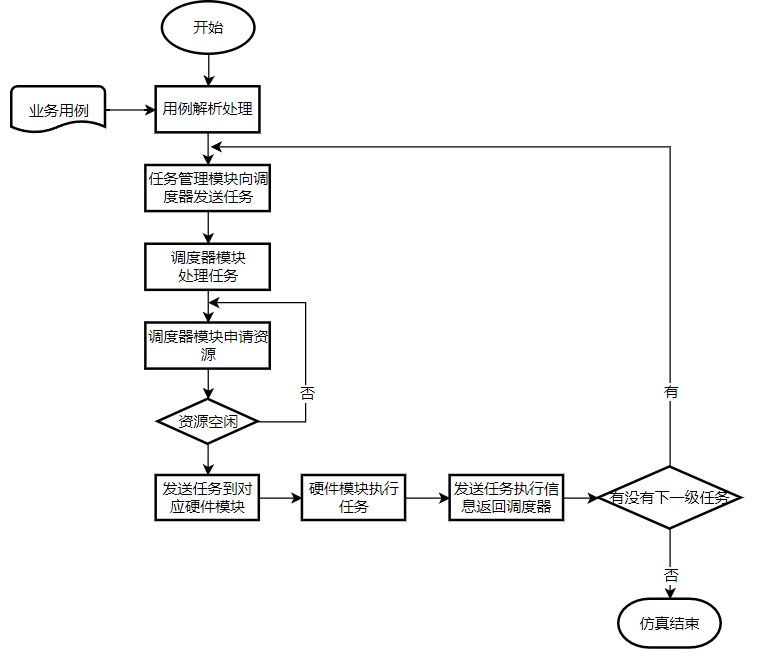 开始
业务用例
用例解析处理
任务管理模块向调
度器发送任务
调度器模块
处理任务
调度器模块申请资
源
否
资源空闲
有
发送任务到对
应硬件模块
硬件模块执行
任务
发送任务执行信
息返回调度器
有没有下一级任务
否
仿真结束